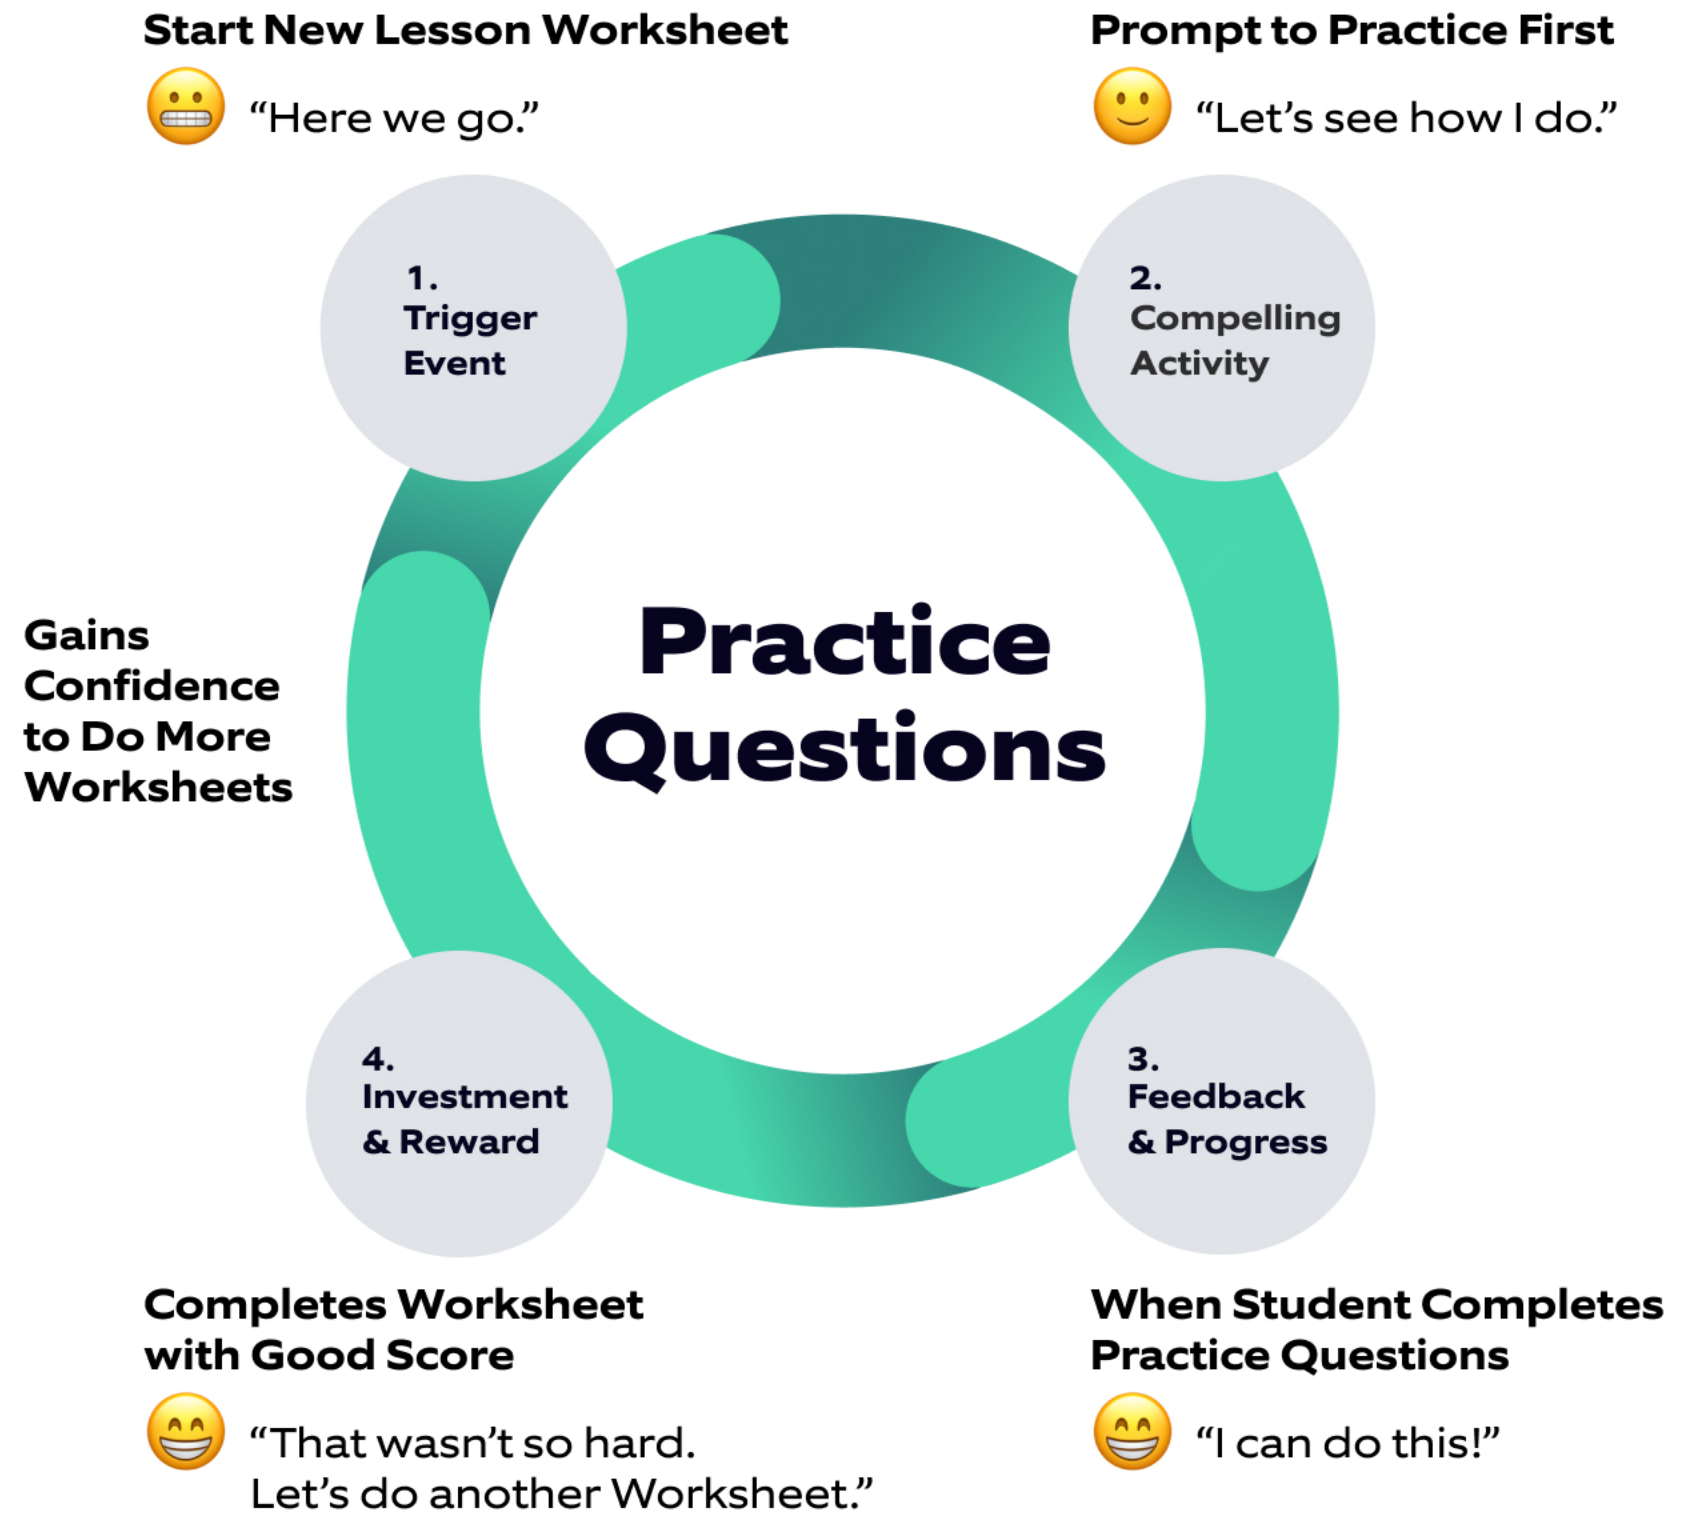 Start New Lesson Worksheet
“Here we go.”
Prompt to Practice First
“Let’s see how I do.”
1.
Trigger
Event
2.
Compelling
Activity
Practice
Questions
Gains
Confidence
to Do More
Worksheets
4.
Investment
& Reward
3.
Feedback
& Progress
Completes Worksheet
with Good Score
“That wasn’t so hard.
Let’s do another Worksheet.”
When Student Completes
Practice Questions
“I can do this!”